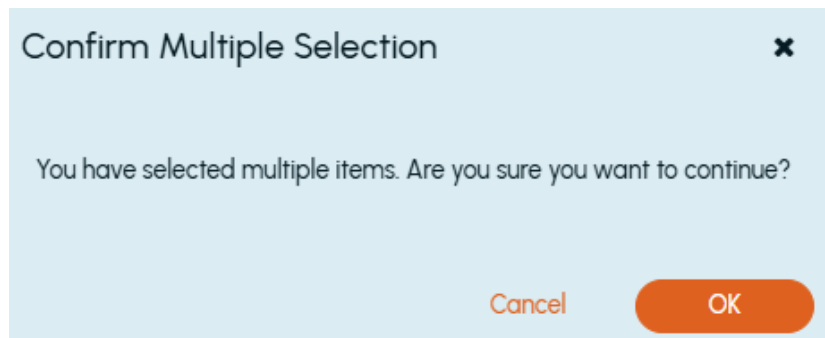 Confirm Multiple Selection
You have selected multiple items. Are you sure you want to continue?
Cancel OK